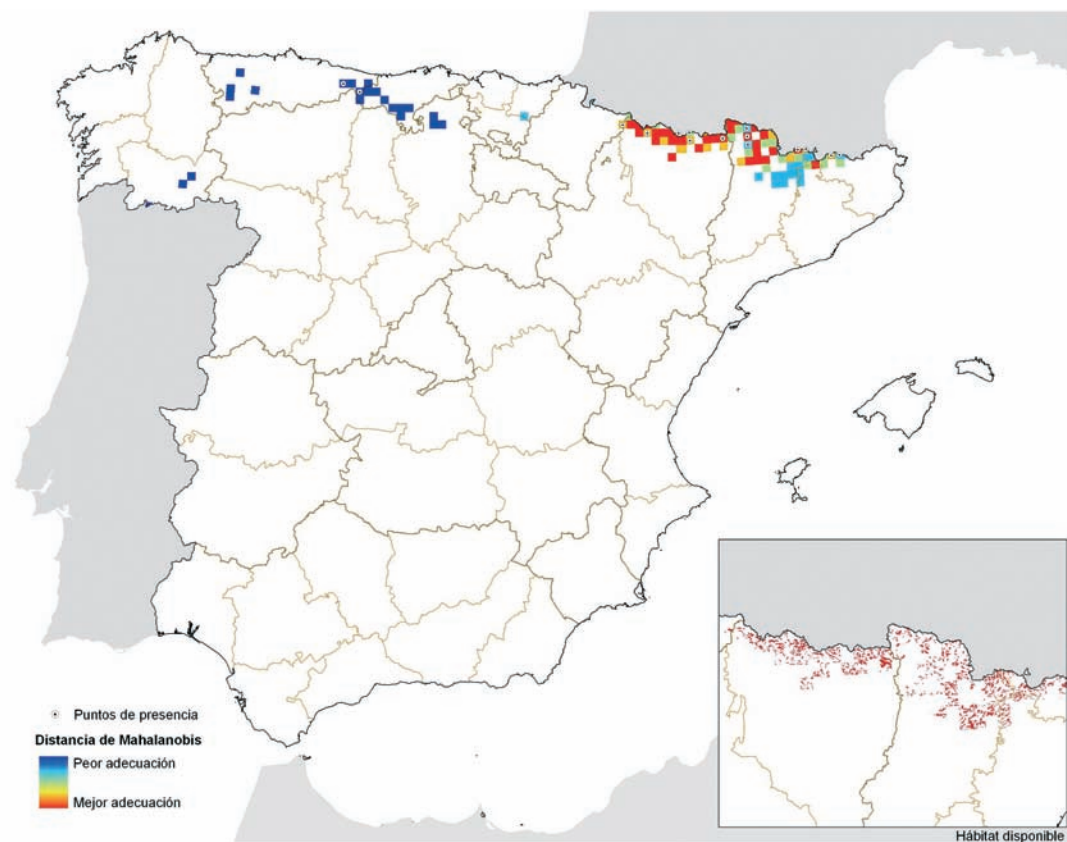 Puntos de presencia
Distancia de Mahalanobis
Peor adecuación
Mejor adecuación
Hábitat disponible